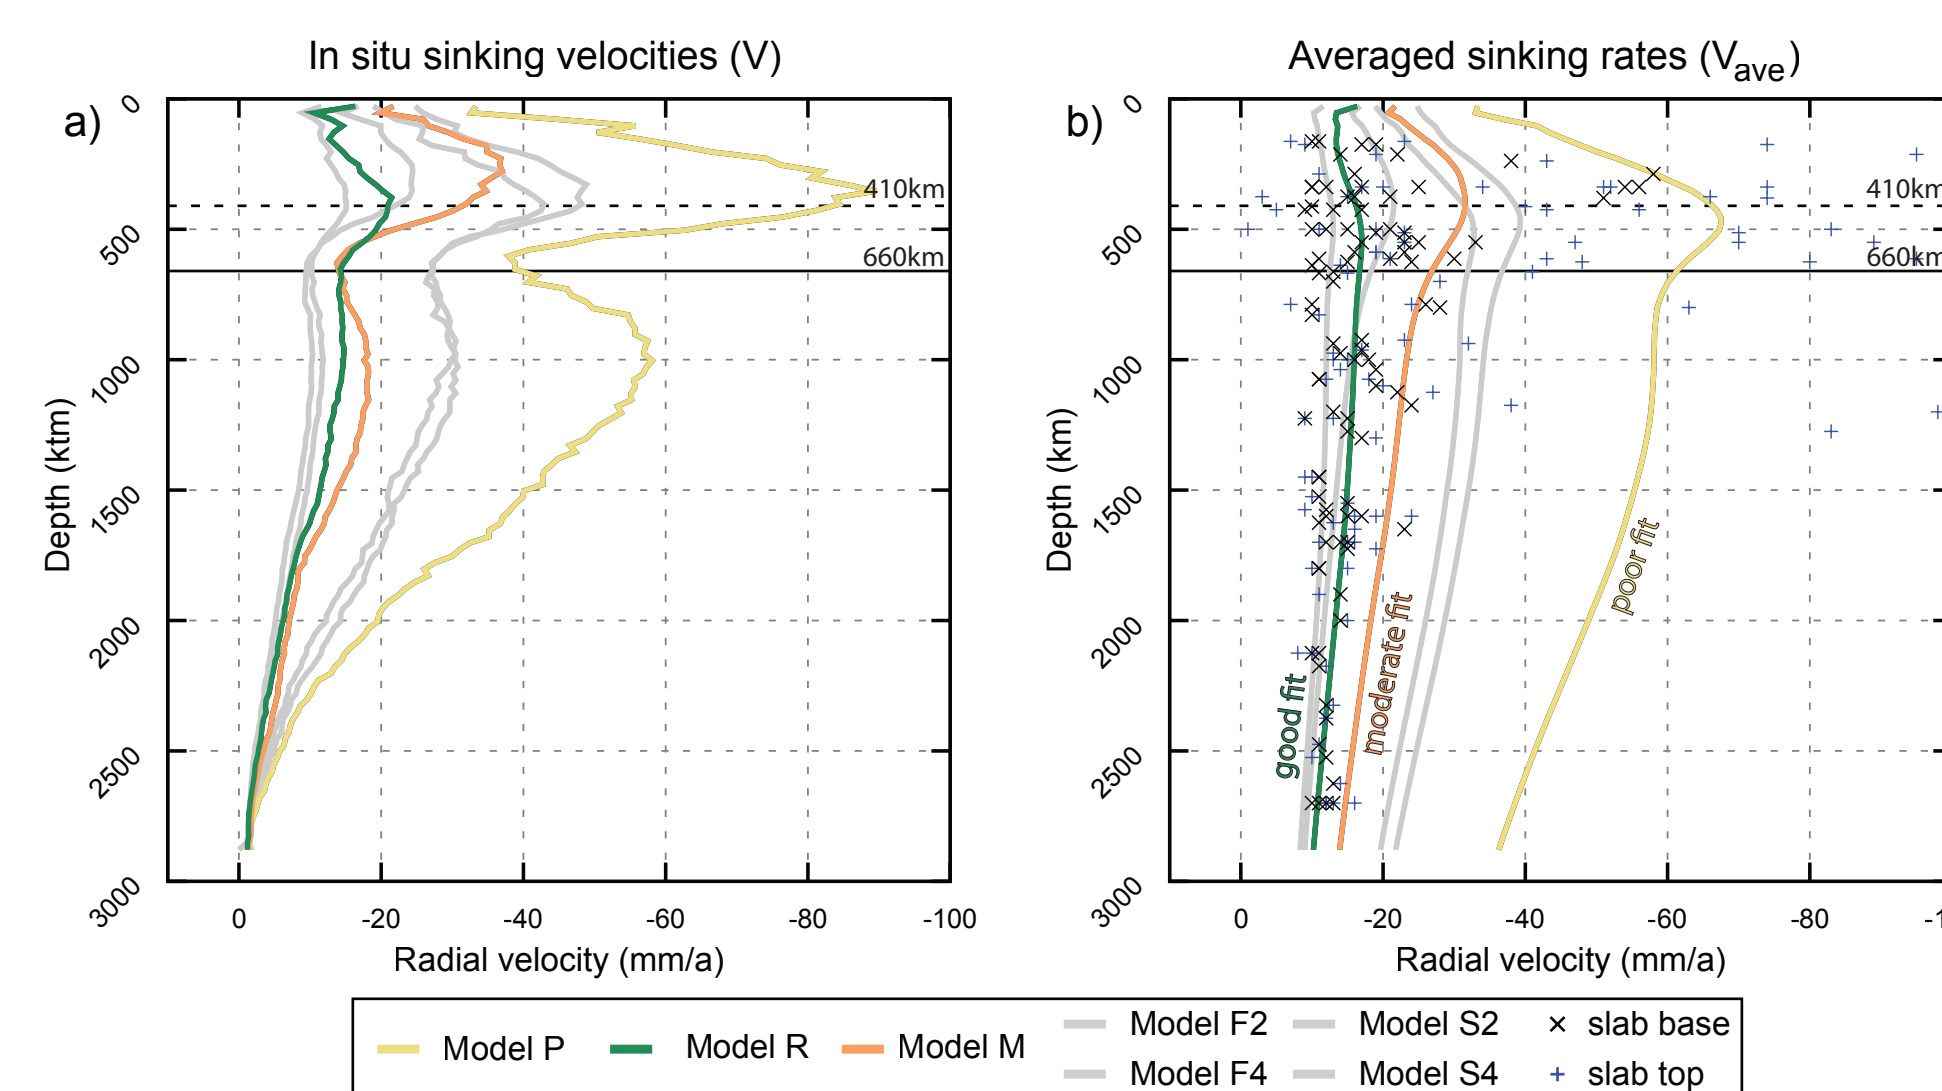 In situ sinking velocities (V)
a)
0
500
1000
1500
2000
2500
3000
Depth (ktm)
410km
660km
0 -20 -40 -60 -80 -100
Radial velocity (mm/a)
Averaged sinking rates (Vave)
b)
0
500
1000
1500
2000
2500
3000
Depth (km)
410km
660km
good fit
moderate fit
poor fit
0 -20 -40 -60 -80 -1
Radial velocity (mm/a)
Model P Model R Model M
Model F2 Model S2 slab base
Model F4 Model S4 slab top